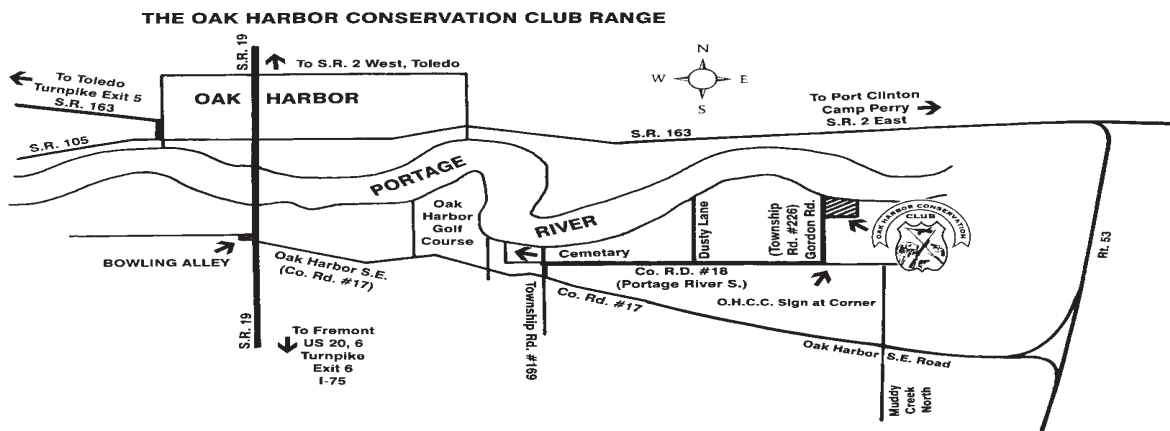 THE OAK HARBOR CONSERVATION CLUB RANGE
S.R. 19
To S.R. 2 West, Toledo
To Toledo
Turnpike Exit 5
S.R. 163
OAK HARBOR
N
W E
S
To Port Clinton
Camp Perry
S.R. 2 East
S.R. 163
S.R. 105
PORTAGE
RIVER
Oak
Harbor
Golf
Course
Dusty Lane
(Township
Rd. #226)
Gordon Rd.
OAK HARBOR CONSERVATION
CLUB
Rt. 53
BOWLING ALLEY
Oak Harbor S.E.
(Co. Rd. #17)
Cemetary
Co. R.D. #18
(Portage River S.)
O.H.C.C. Sign at Corner
Township Rd. #169
Co. Rd. #17
Oak Harbor S.E. Road
S.R. 19
To Fremont
US 20, 6
Turnpike
Exit 6
I-75
Muddy
Creek
North